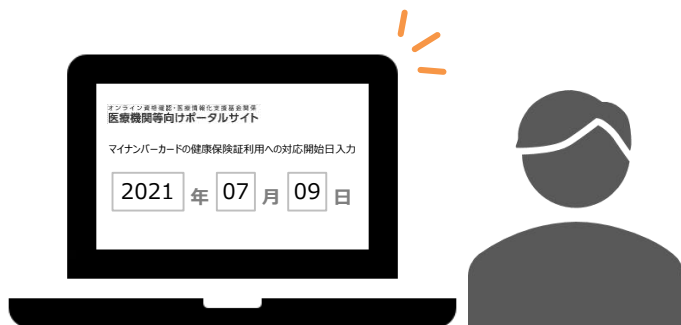 オンライン資格確認・医療情報化支援基金関係
医療機関等向けポータルサイト
マイナンバーカードの健康保険証利用への対応開始日入力
2021 年 07 月 09 日